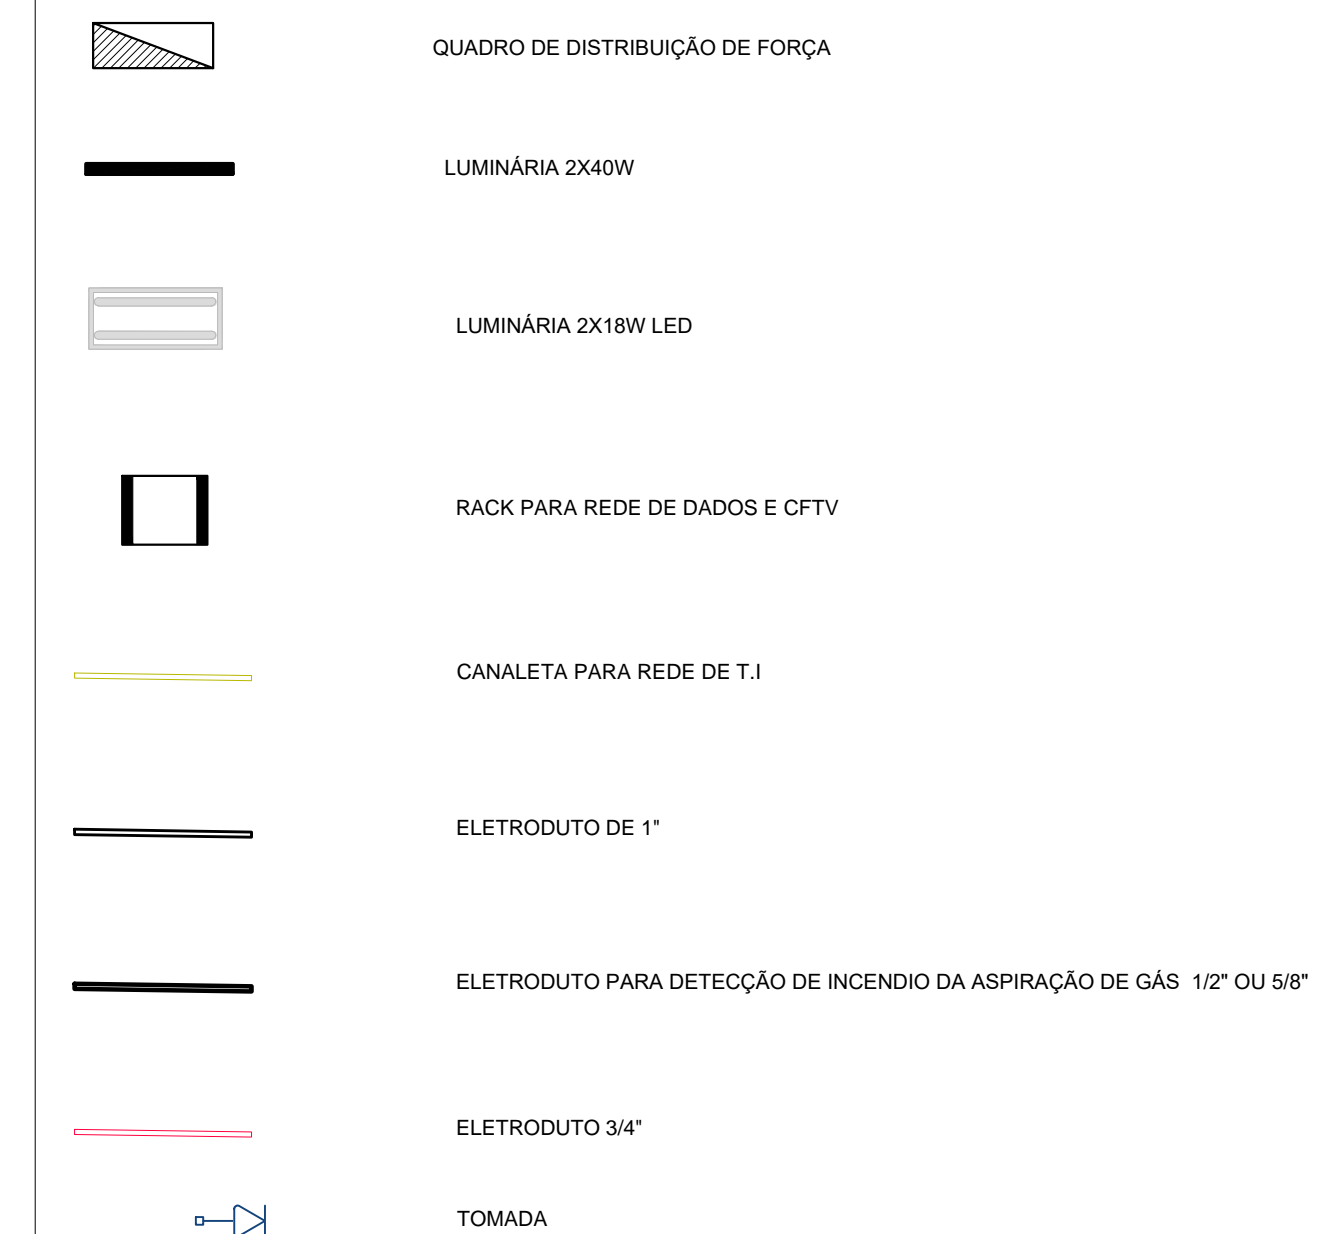 QUADRO DE DISTRIBUIÇÃO DE FORÇA
LUMINÁRIA 2X40W
LUMINÁRIA 2X18W LED
RACK PARA REDE DE DADOS E CFTV
CANALETA PARA REDE DE T.I
ELETRODUTO DE 1"
ELETRODUTO PARA DETECÇÃO DE INCENDIO DA ASPIRAÇÃO DE GÁS  1/2" OU 5/8"
ELETRODUTO 3/4"
TOMADA